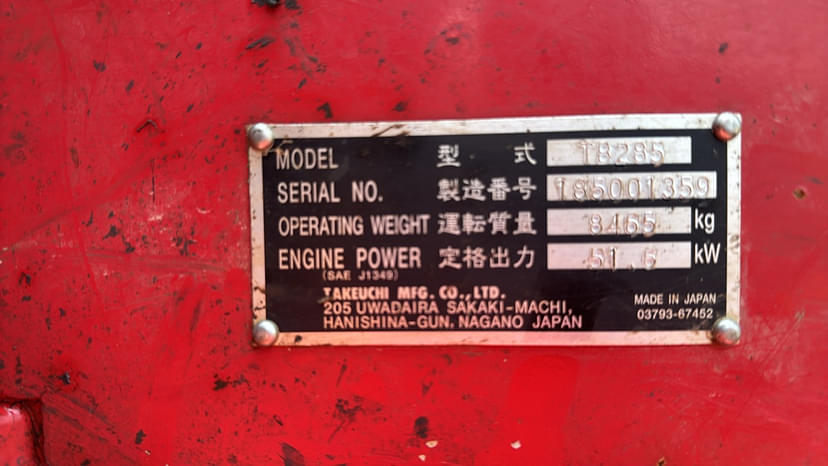 MODEL 型 式 TB285
SERIAL NO. 製造番号 185001359
OPERATING WEIGHT 運転質量 8465 kg
ENGINE POWER 定格出力 51.6 kW
(SAE J1349)
TAKEUCHI MFG. CO.,LTD.
205 UWADAIRA SAKAKI-MACHI,
HANISHINA-GUN. NAGANO JAPAN
MADE IN JAPAN
03793-67452